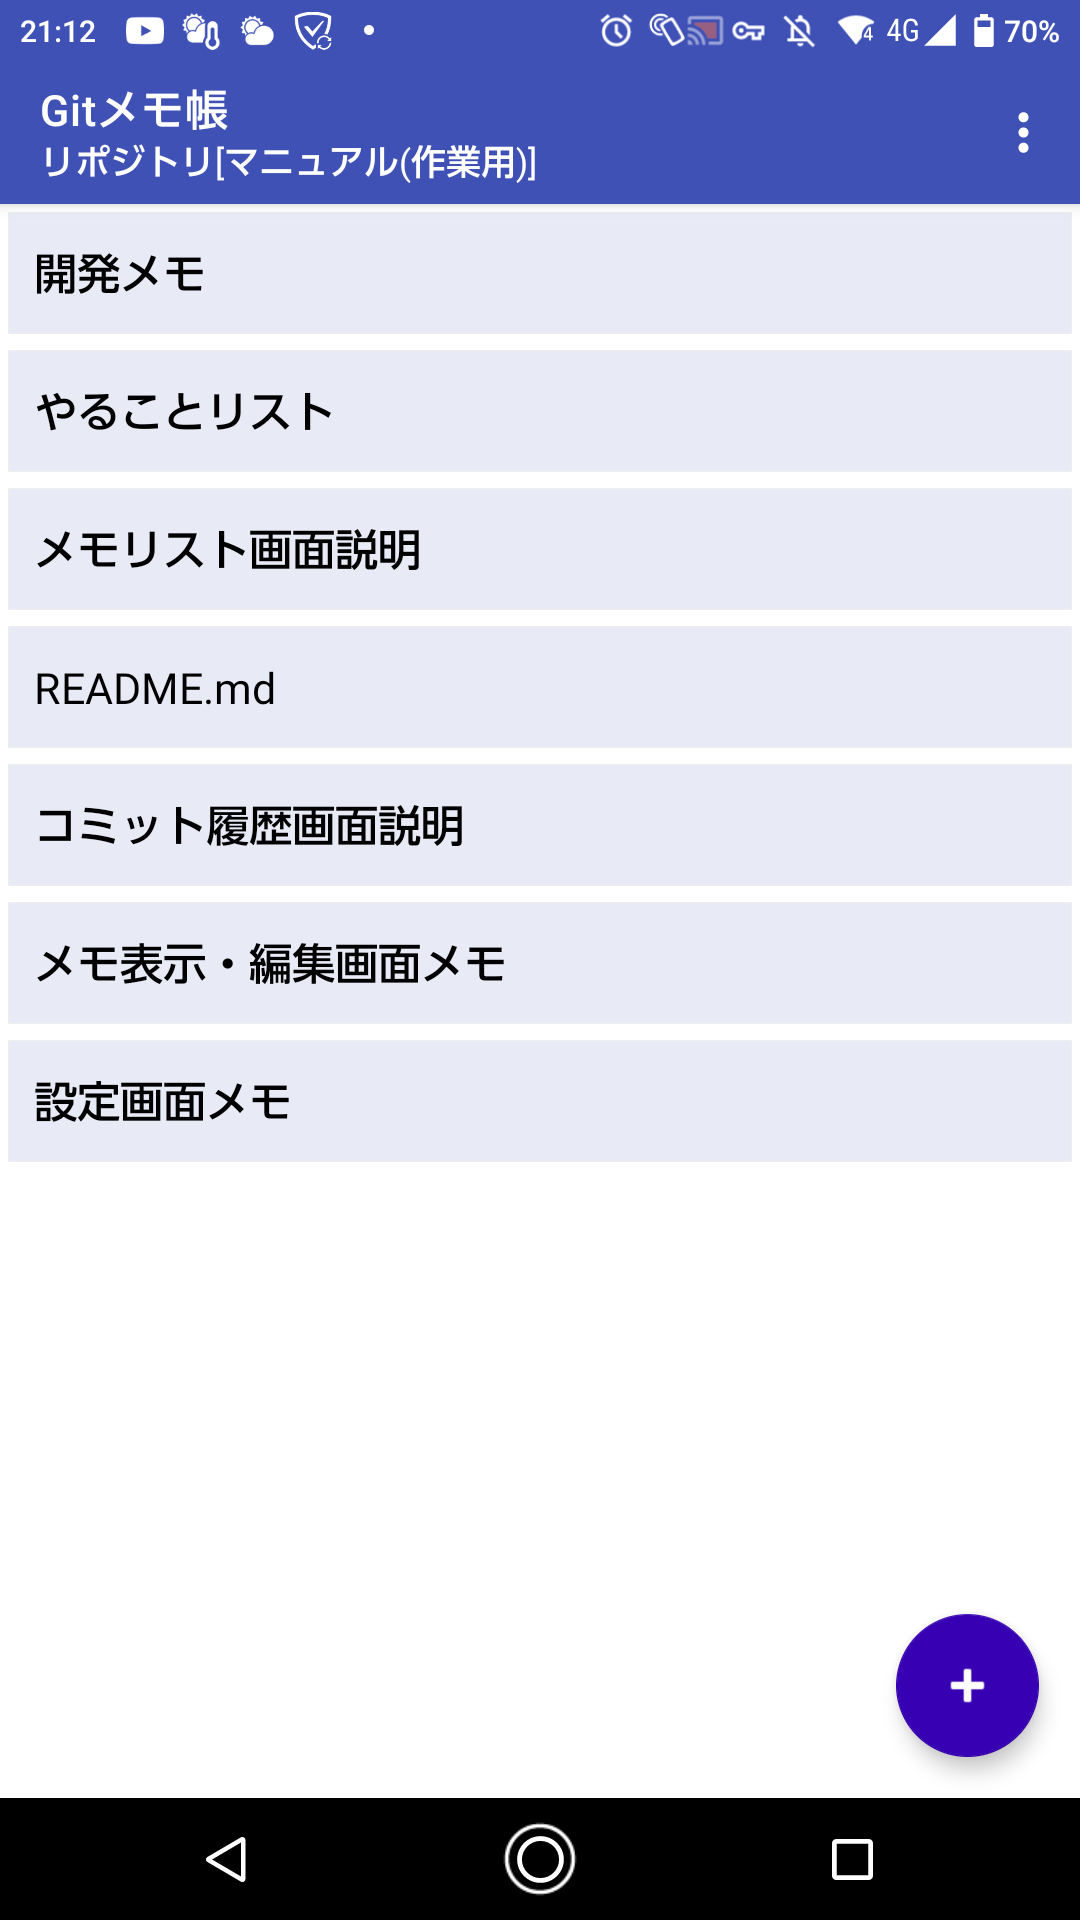 21:12 4 4G 70%
Gitメモ帳
リポジトリ[マニュアル(作業用)]
開発メモ
やることリスト
メモリスト画面説明
README.md
コミット履歴画面説明
メモ表示・編集画面メモ
設定画面メモ